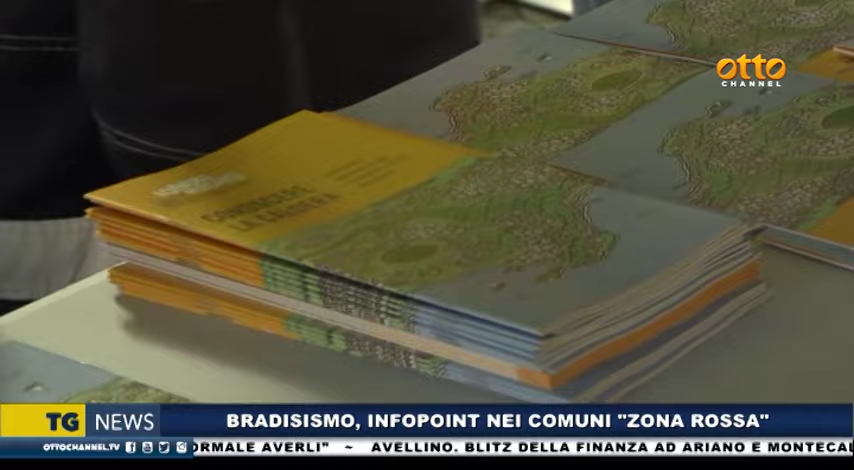 otto
CHANNEL
CONOSCERE
LA CALDERA
TG NEWS
BRADISISMO, INFOPOINT NEI COMUNI "ZONA ROSSA"
OTTOCHANNEL.TV
ORMALE AVERLI" ~ AVELLINO. BLITZ DELLA FINANZA AD ARIANO E MONTECAL